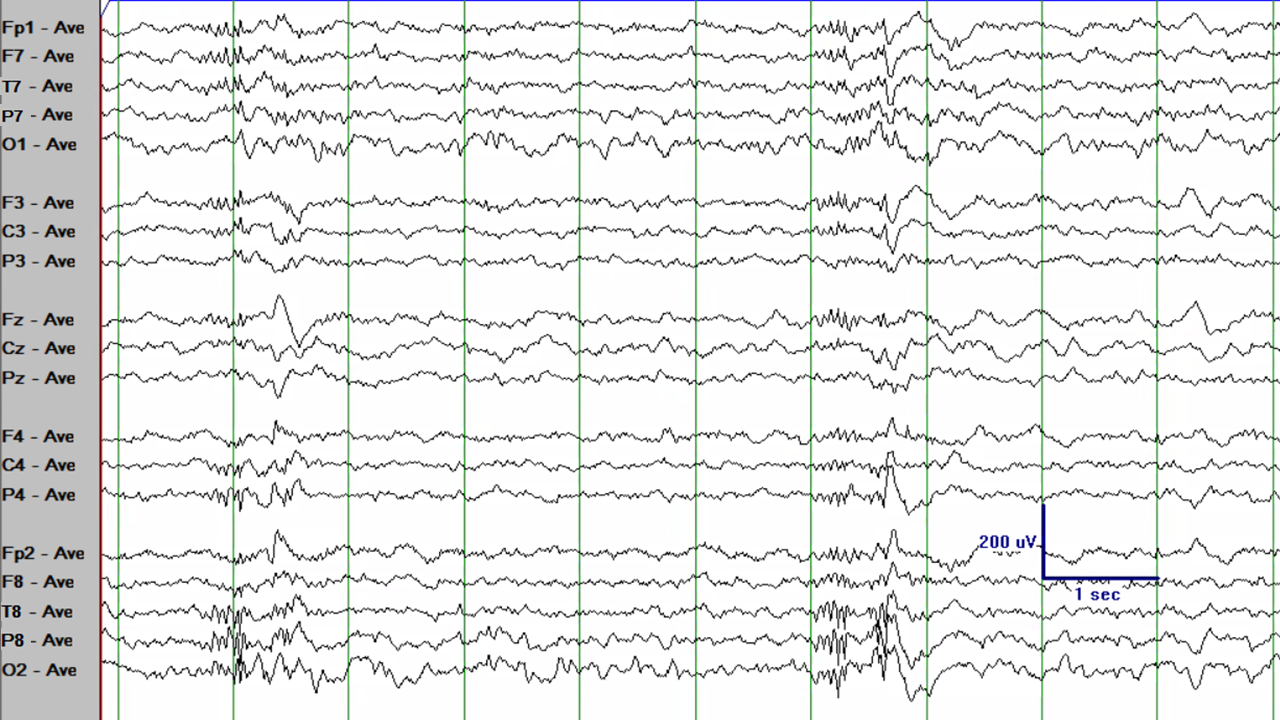 Fp1 - Ave
F7 - Ave
T7 - Ave
P7 - Ave
O1 - Ave
F3 - Ave
C3 - Ave
P3 - Ave
Fz - Ave
Cz - Ave
Pz - Ave
F4 - Ave
C4 - Ave
P4 - Ave
Fp2 - Ave
F8 - Ave
T8 - Ave
P8 - Ave
O2 - Ave
200 uV
1 sec